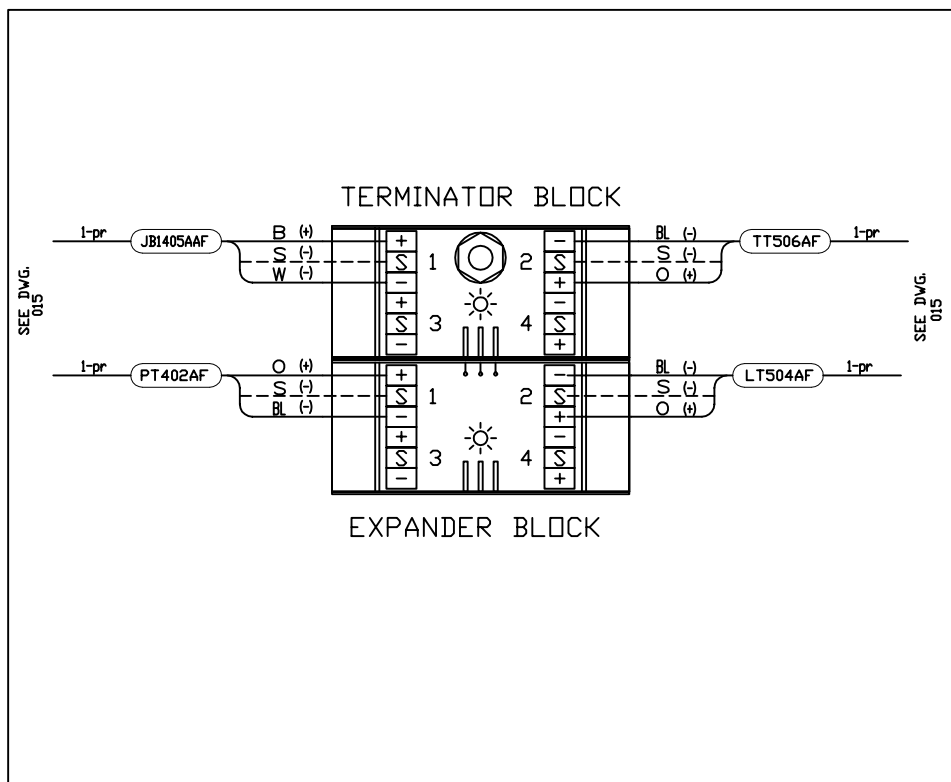 TERMINATOR BLOCK
1-pr JB1405AAF B (+) + - BL (-) TT506AF 1-pr
S (-) S 1 2 S S (-)
W (-) - + O (+)
+ -
S 3 4 S
- +
SEE DWG. 015
SEE DWG. 015
1-pr PT402AF O (+) + - BL (-) LT504AF 1-pr
S (-) S 1 2 S S (-)
BL (-) - + O (+)
+ -
S 3 4 S
- +
EXPANDER BLOCK